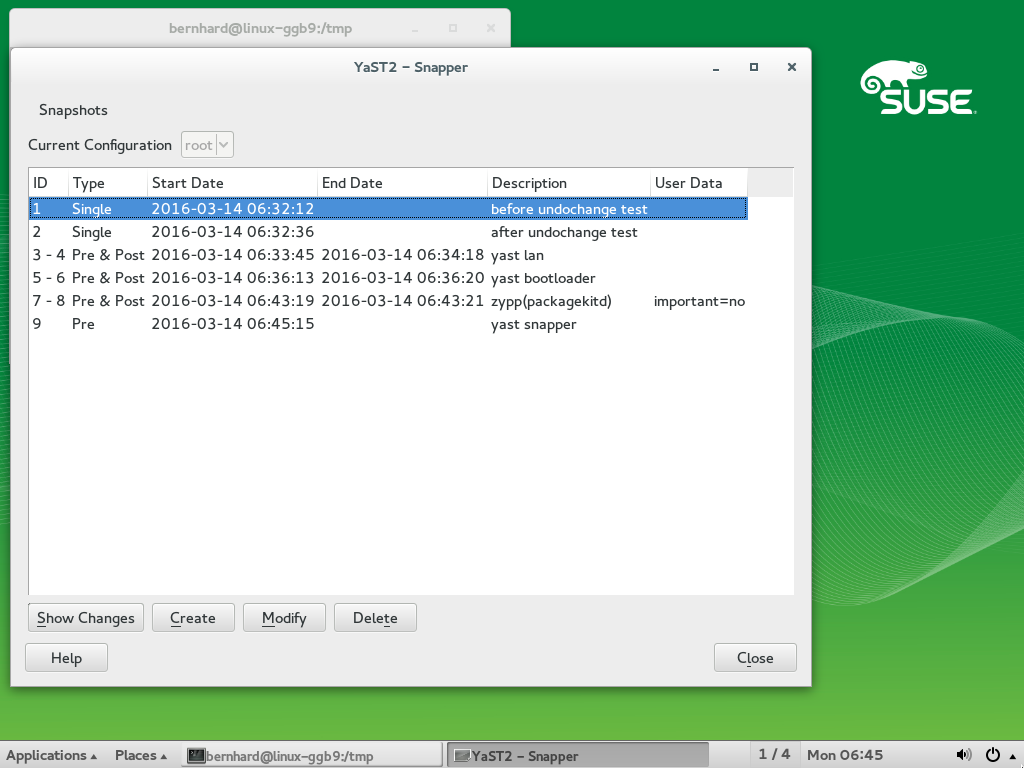 bernhard@linux-ggb9:/tmp
YaST2 – Snapper
SUSE
Snapshots
Current Configuration root
ID Type Start Date End Date Description User Data
1 Single 2016-03-14 06:32:12 before undochange test
2 Single 2016-03-14 06:32:36 after undochange test
3 - 4 Pre & Post 2016-03-14 06:33:45 2016-03-14 06:34:18 yast lan
5 - 6 Pre & Post 2016-03-14 06:36:13 2016-03-14 06:36:20 yast bootloader
7 - 8 Pre & Post 2016-03-14 06:43:19 2016-03-14 06:43:21 zypp(packagekitd) important=no
9 Pre 2016-03-14 06:45:15 yast snapper
Show Changes Create Modify Delete
Help Close
Applications Places bernhard@linux-ggb9:/tmp YaST2 – Snapper 1 / 4 Mon 06:45